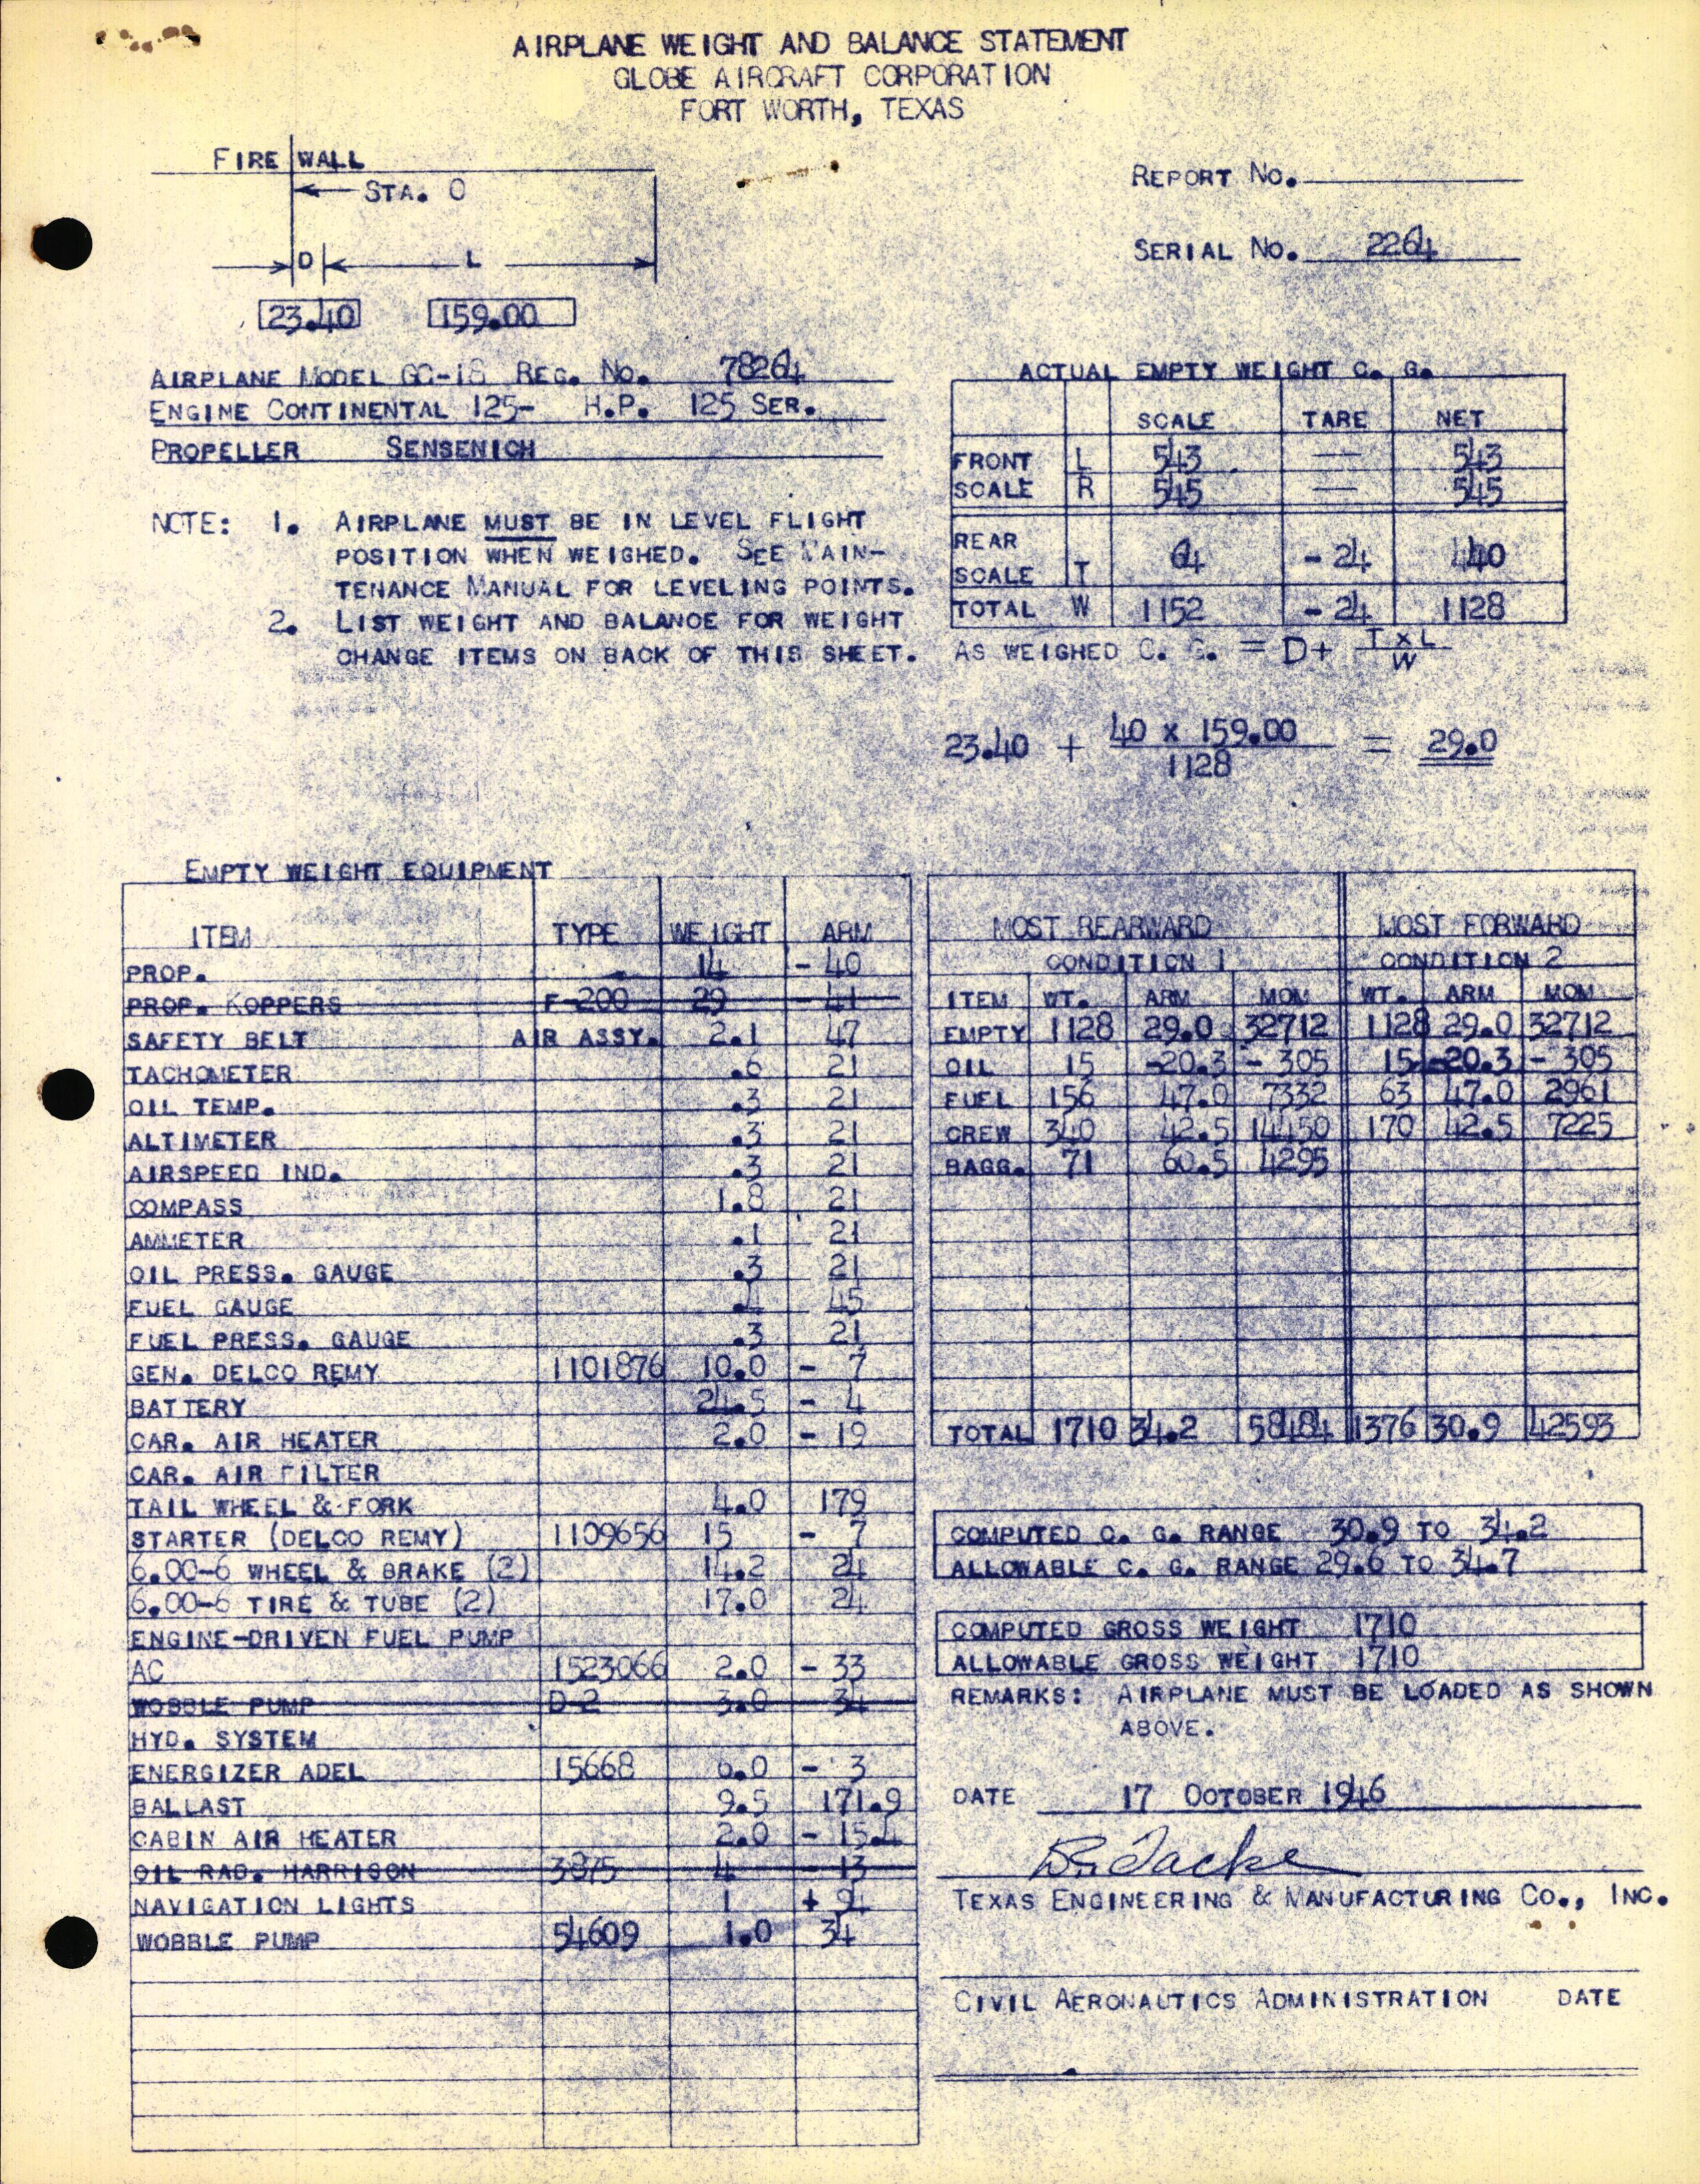 AIRPLANE WEIGHT AND BALANCE STATEMENT
GLOBE AIRCRAFT CORPORATION
FORT WORTH, TEXAS
FIRE WALL
STA. 0
D L
23.40 159.00
REPORT NO.
SERIAL NO. 2264
AIRPLANE MODEL GC-1B REG. NO. 78264
ENGINE CONTINENTAL 125- H.P. 125 SER.
PROPELLER SENSENICH
NOTE: 1. AIRPLANE MUST BE IN LEVEL FLIGHT
POSITION WHEN WEIGHED. SEE MAIN-
TENANCE MANUAL FOR LEVELING POINTS.
2. LIST WEIGHT AND BALANCE FOR WEIGHT
CHANGE ITEMS ON BACK OF THIS SHEET.
ACTUAL EMPTY WEIGHT C. G.
SCALE TARE NET
FRONT L 543 — 543
SCALE R 545 — 545
REAR
SCALE T 64 - 24 40
TOTAL W 1152 - 24 1128
AS WEIGHED C. G. = D+ T x L
W
23.40 + 40 x 159.00 = 29.0
1128
EMPTY WEIGHT EQUIPMENT
ITEM TYPE WEIGHT ARM
PROP. 14 - 40
PROP. KOPPERS F-200 29 - 41
SAFETY BELT AIR ASSY. 2.1 47
TACHOMETER .6 21
OIL TEMP. .3 21
ALTIMETER .3 21
AIRSPEED IND. .3 21
COMPASS 1.8 21
AMMETER .1 21
OIL PRESS. GAUGE .3 21
FUEL GAUGE .4 45
FUEL PRESS. GAUGE .3 21
GEN. DELCO REMY 1101876 10.0 - 7
BATTERY 24.5 - 4
CAR. AIR HEATER 2.0 - 19
CAR. AIR FILTER
TAIL WHEEL & FORK 4.0 179
STARTER (DELCO REMY) 1109656 15 - 7
6.00-6 WHEEL & BRAKE (2) 14.2 24
6.00-6 TIRE & TUBE (2) 17.0 24
ENGINE-DRIVEN FUEL PUMP
AC 1523066 2.0 - 33
WOBBLE PUMP D-2 3.0 34
HYD. SYSTEM
ENERGIZER ADEL 15668 6.0 - 3
BALLAST 9.5 171.9
CABIN AIR HEATER 2.0 - 15.4
OIL RAD. HARRISON 3875 4 - 13
NAVIGATION LIGHTS 1 + 94
WOBBLE PUMP 54609 1.0 34
MOST REARWARD MOST FORWARD
CONDITION 1 CONDITION 2
ITEM WT. ARM MOM WT. ARM MOM
EMPTY 1128 29.0 32712 1128 29.0 32712
OIL 15 -20.3 - 305 15 -20.3 - 305
FUEL 156 47.0 7332 63 47.0 2961
CREW 340 42.5 14450 170 42.5 7225
BAGG. 71 60.5 4295
TOTAL 1710 34.2 58484 1376 30.9 42593
COMPUTED C. G. RANGE 30.9 TO 34.2
ALLOWABLE C. G. RANGE 29.6 TO 34.7
COMPUTED GROSS WEIGHT 1710
ALLOWABLE GROSS WEIGHT 1710
REMARKS: AIRPLANE MUST BE LOADED AS SHOWN
ABOVE.
DATE 17 OCTOBER 1946
TEXAS ENGINEERING & MANUFACTURING CO., INC.
CIVIL AERONAUTICS ADMINISTRATION DATE